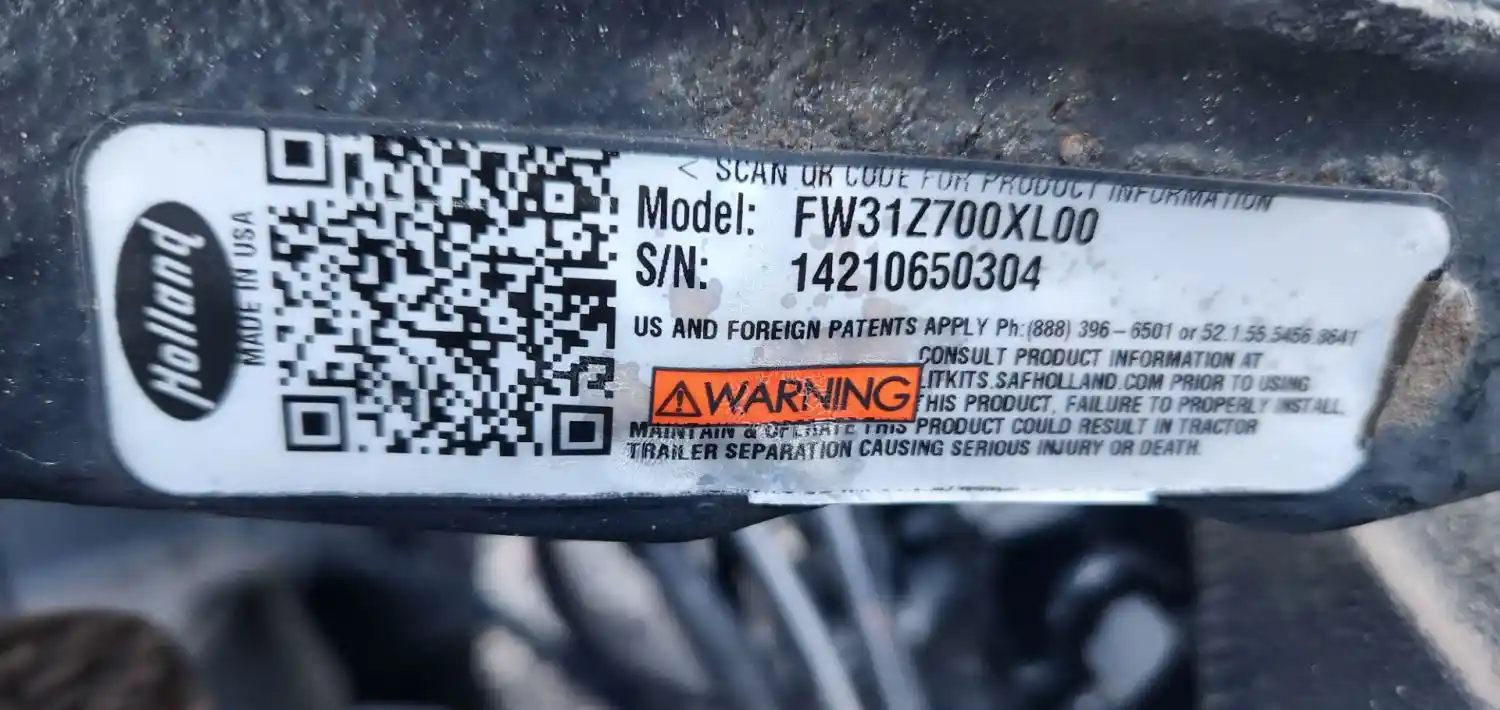 Holland
MADE IN USA
< SCAN QR CODE FOR PRODUCT INFORMATION
Model: FW31Z700XL00
S/N: 14210650304
US AND FOREIGN PATENTS APPLY Ph:(888) 396-6501 or 52.1.55.5456.8641
CONSULT PRODUCT INFORMATION AT
LITKITS.SAFHOLLAND.COM PRIOR TO USING
⚠WARNING THIS PRODUCT, FAILURE TO PROPERLY INSTALL,
MAINTAIN & OPERATE THIS PRODUCT COULD RESULT IN TRACTOR
TRAILER SEPARATION CAUSING SERIOUS INJURY OR DEATH.